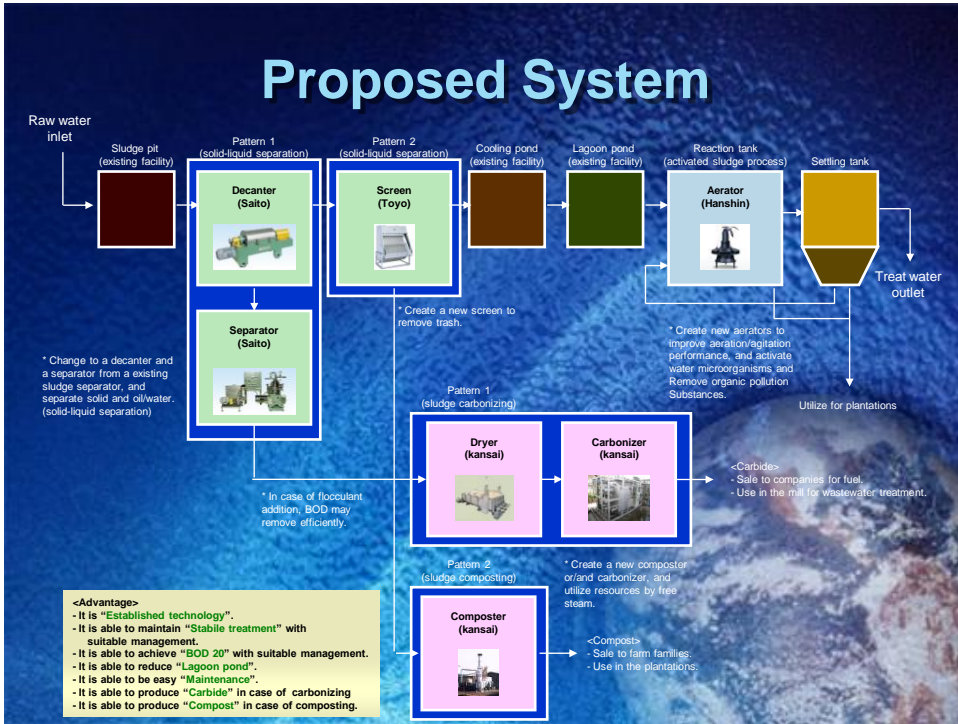 Proposed System
Raw water
inlet
Sludge pit
(existing facility)
Pattern 1
(solid-liquid separation)
Pattern 2
(solid-liquid separation)
Cooling pond
(existing facility)
Lagoon pond
(existing facility)
Reaction tank
(activated sludge process)
Settling tank
Decanter
(Saito)
Screen
(Toyo)
Aerator
(Hanshin)
Treat water
outlet
* Create a new screen to
remove trash.
Separator
(Saito)
* Create new aerators to
improve aeration/agitation
performance, and activate
water microorganisms and
Remove organic pollution
Substances.
* Change to a decanter and
a separator from a existing
sludge separator, and
separate solid and oil/water.
(solid-liquid separation)
Utilize for plantations
Pattern 1
(sludge carbonizing)
Dryer
(kansai)
Carbonizer
(kansai)
<Carbide>
- Sale to companies for fuel.
- Use in the mill for wastewater treatment.
* In case of flocculant
addition, BOD may
remove efficiently.
Pattern 2
(sludge composting)
* Create a new composter
or/and carbonizer, and
utilize resources by free
steam.
Composter
(kansai)
<Compost>
- Sale to farm families.
- Use in the plantations.
<Advantage>
- It is “Established technology”.
- It is able to maintain “Stabile treatment” with
suitable management.
- It is able to achieve “BOD 20” with suitable management.
- It is able to reduce “Lagoon pond”.
- It is able to be easy “Maintenance”.
- It is able to produce “Carbide” in case of carbonizing
- It is able to produce “Compost” in case of composting.